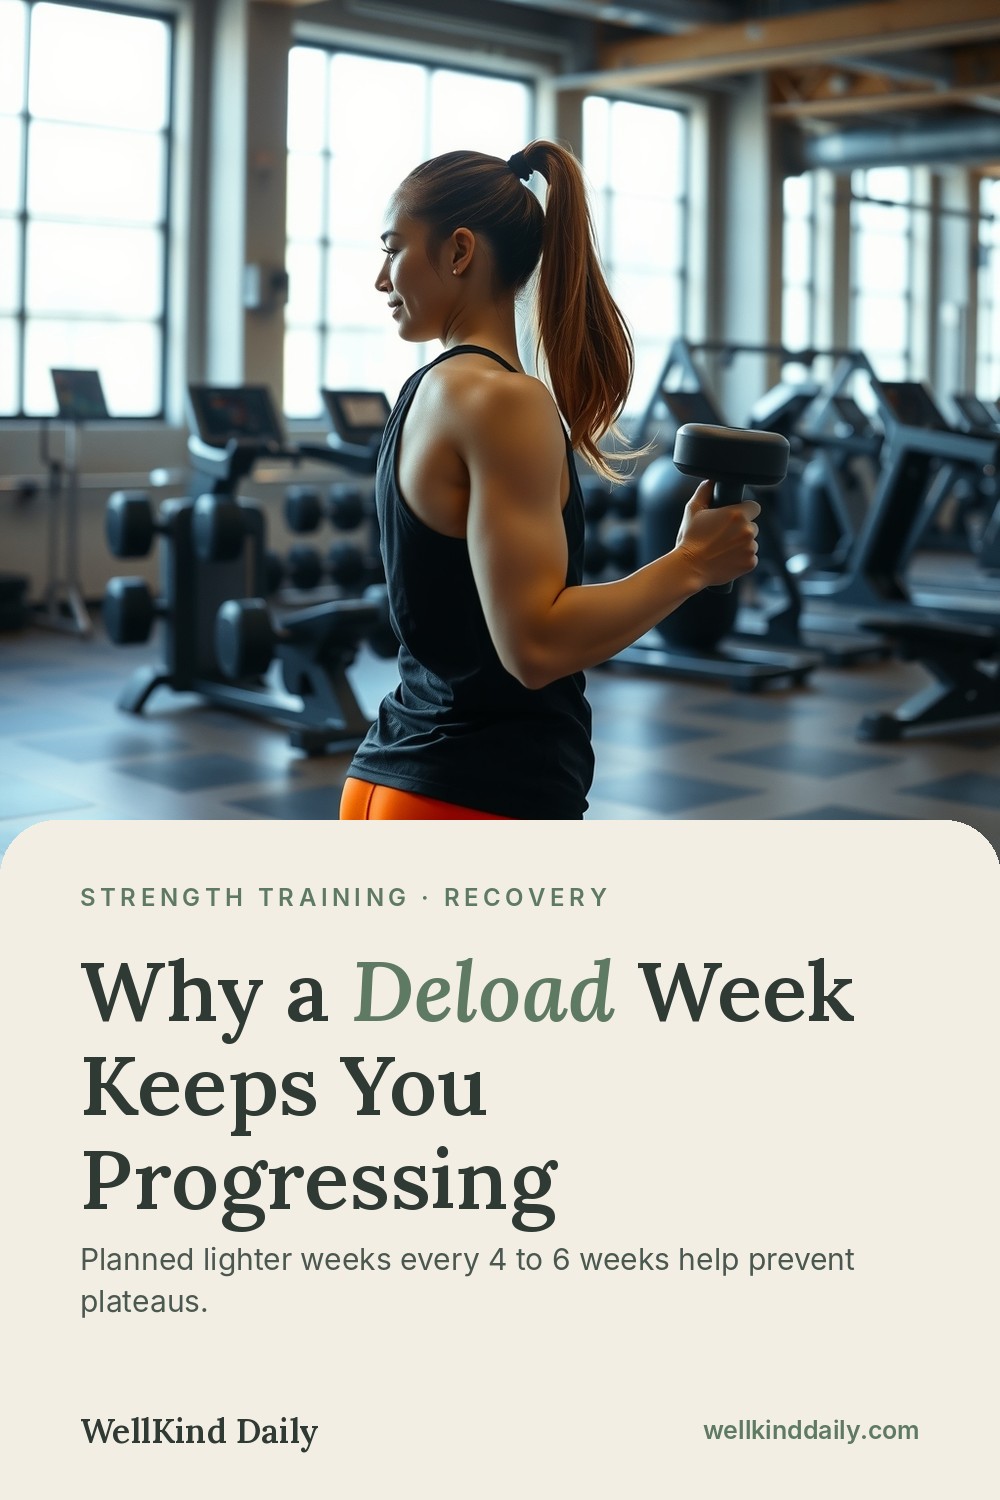 STRENGTH TRAINING · RECOVERY
Why a Deload Week
Keeps You
Progressing
Planned lighter weeks every 4 to 6 weeks help prevent
plateaus.
WellKind Daily
wellkinddaily.com